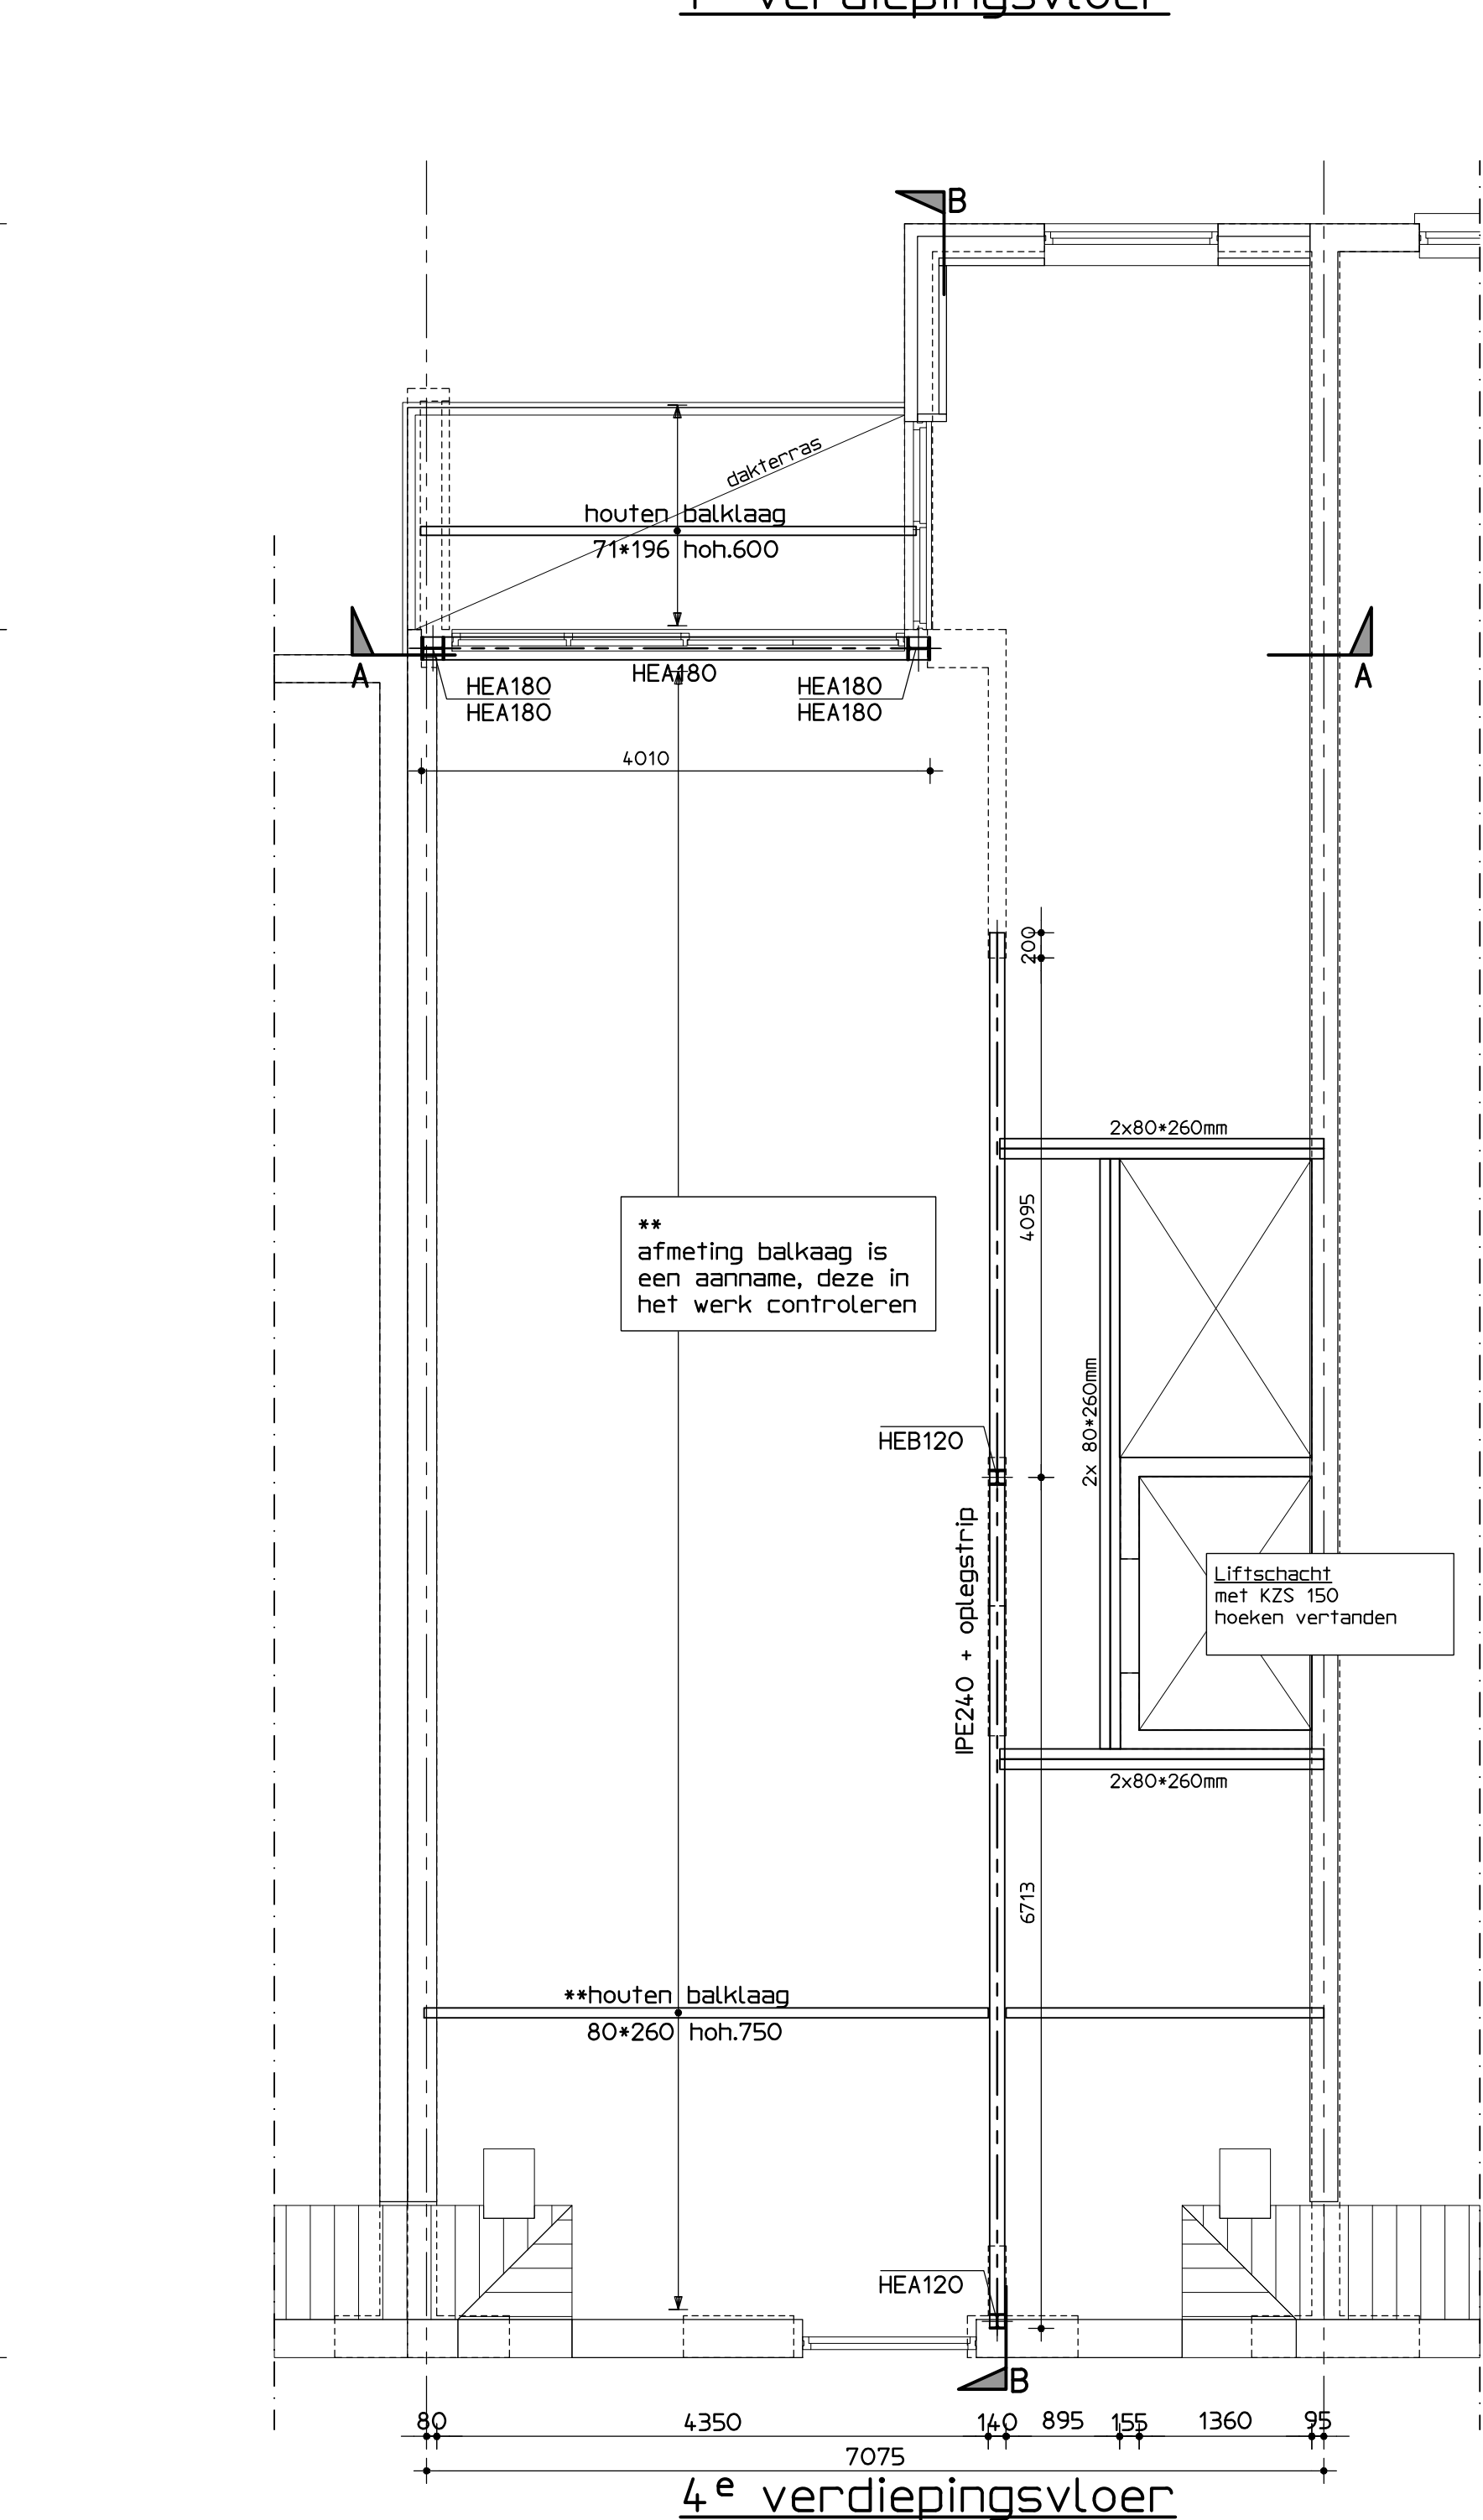 verdiepingsvloer
B
dakterras
houten balklaag
71*196 hoh.600
A
A
HEA180
HEA180
HEA180
HEA180
HEA180
4010
200
2x80*260mm
4095
**
afmeting balkaag is
een aanname, deze in
het werk controleren
2x 80*260mm
HEB120
IPE240 + oplegstrip
Liftschacht
met KZS 150
hoeken vertanden
2x80*260mm
6713
**houten balklaag
80*260 hoh.750
HEA120
B
80 4350 140 895 155 1360 95
7075
4e verdiepingsvloer